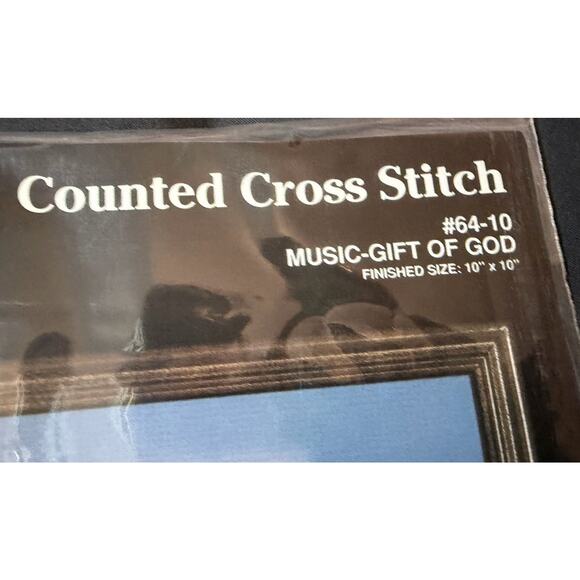 Counted Cross Stitch
#64-10
MUSIC-GIFT OF GOD
FINISHED SIZE: 10" x 10"